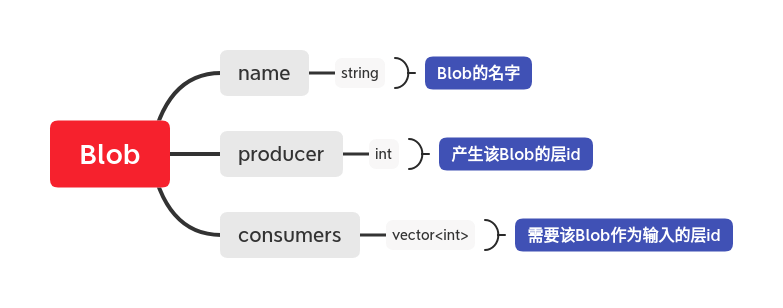 Blob
name
string
Blob的名字
producer
int
产生该Blob的层id
consumers
vector<int>
需要该Blob作为输入的层id